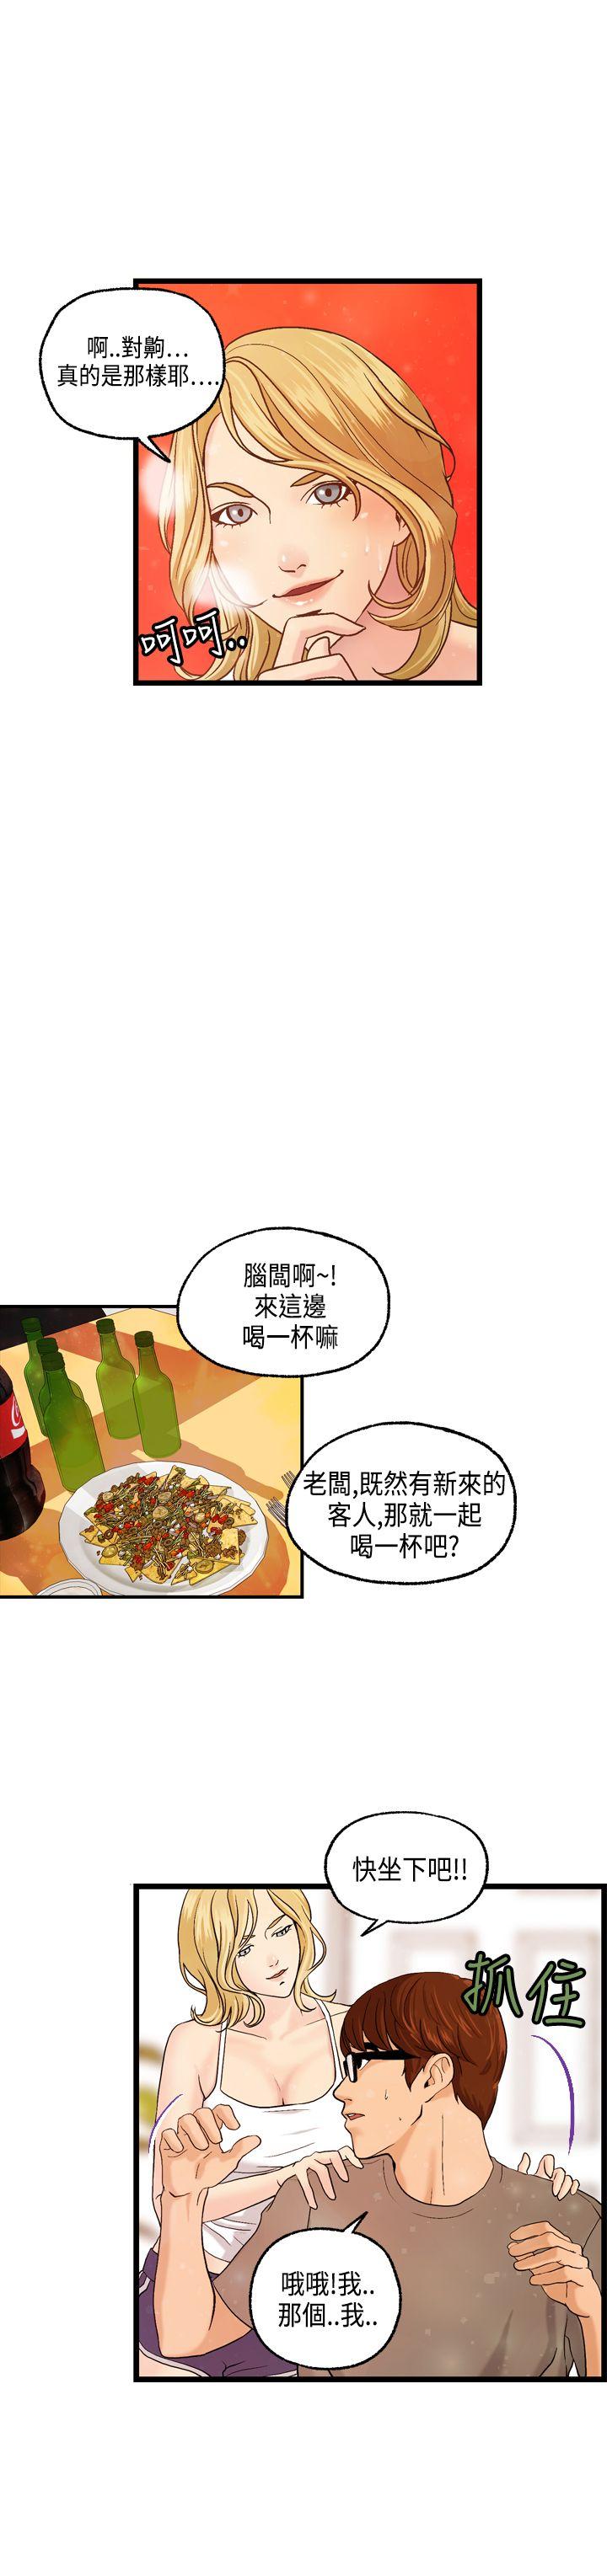 啊..對齁...
真的是那樣耶....
呵呵..
腦闆啊~!
來這邊
喝一杯嘛
老闆,既然有新來的
客人,那就一起
喝一杯吧?
快坐下吧!!
抓住
哦哦!我..
那個..我..